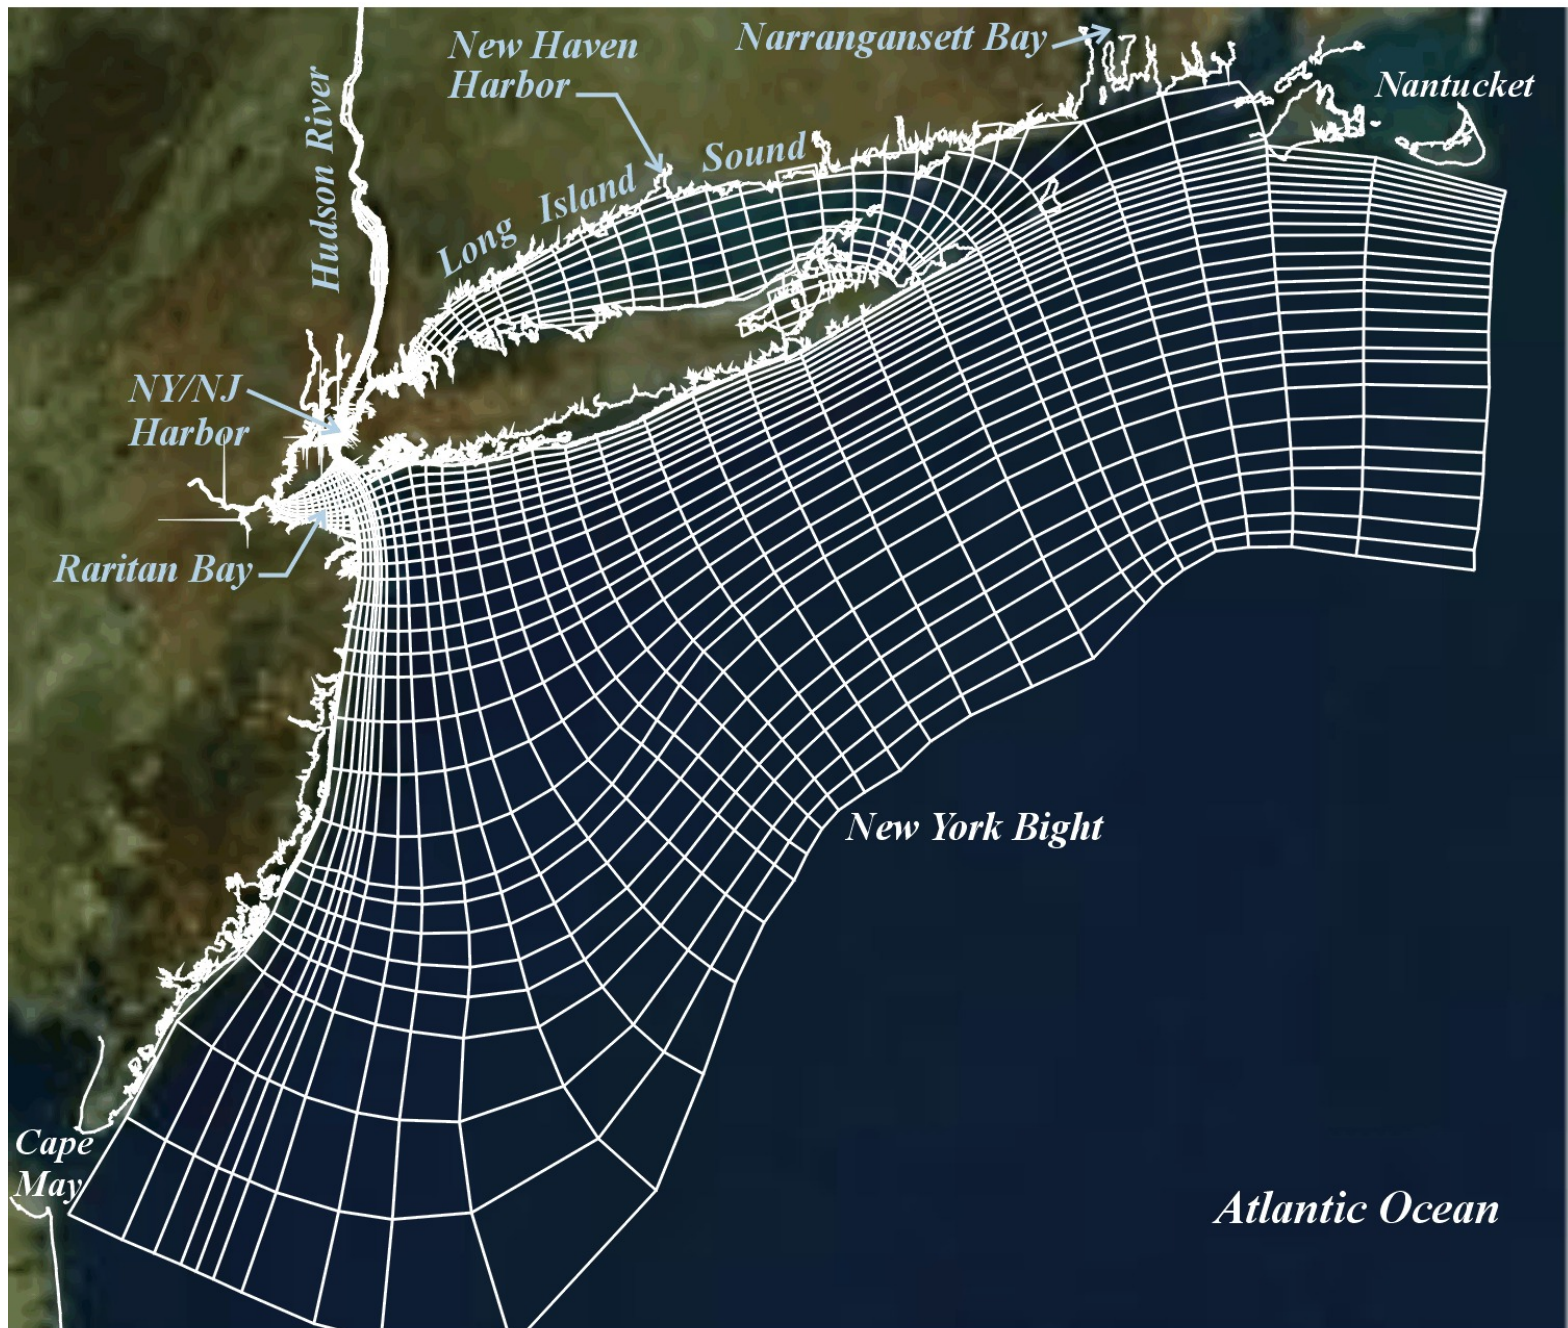 New Haven
Harbor
Narrangansett Bay
Nantucket
Hudson River
Long Island Sound
NY/NJ
Harbor
Raritan Bay
New York Bight
Cape
May
Atlantic Ocean